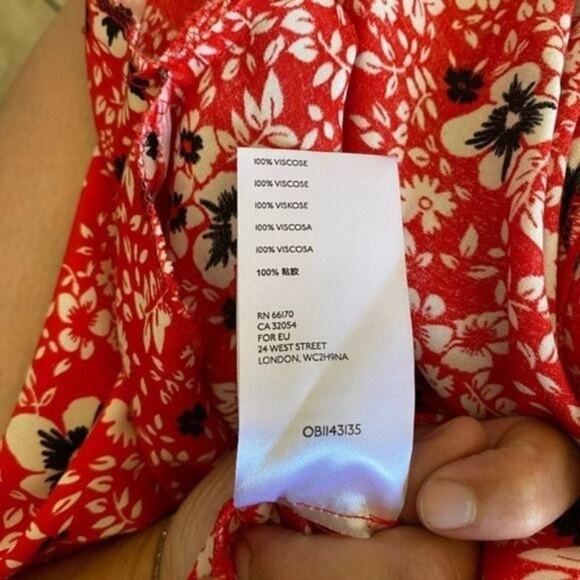 100% VISCOSE
100% VISCOSE
100% VISKOSE
100% VISCOSA
100% VISCOSA
100% 粘胶
RN 66170
CA 32054
FOR EU
24 WEST STREET
LONDON, WC2H9NA
OB1143135